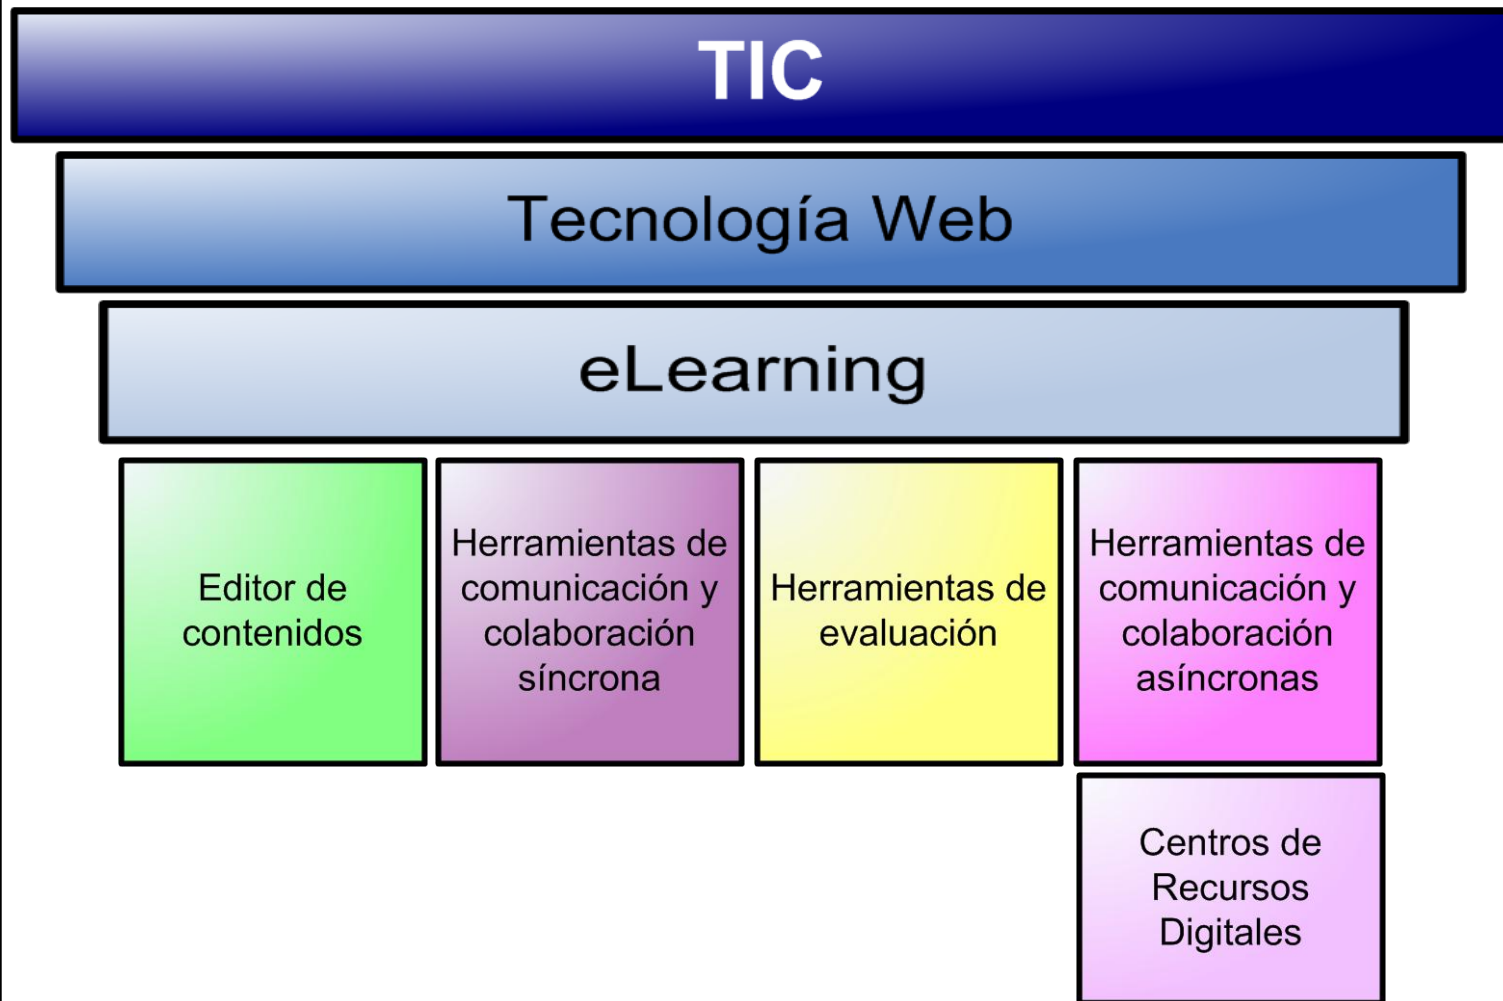 TIC
Tecnología Web
eLearning
Editor de
contenidos
Herramientas de
comunicación y
colaboración
síncrona
Herramientas de
evaluación
Herramientas de
comunicación y
colaboración
asíncronas
Centros de
Recursos
Digitales